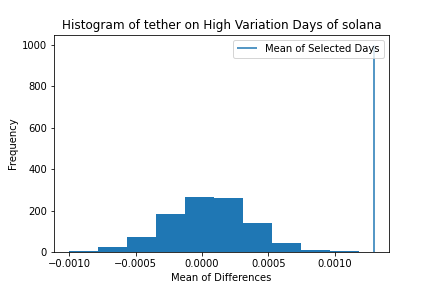 Histogram of tether on High Variation Days of solana
Mean of Selected Days
1000
800
600
400
200
0
Frequency
−0.0010
−0.0005
0.0000
0.0005
0.0010
Mean of Differences